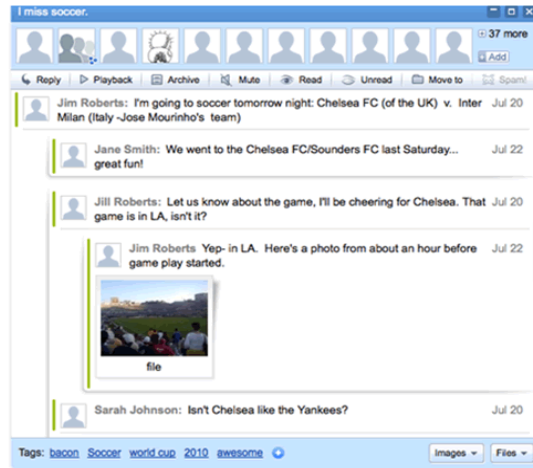 I miss soccer.
37 more
Add
Reply Playback Archive Mute Read Unread Move to Spam!
Jim Roberts: I'm going to soccer tomorrow night: Chelsea FC (of the UK) v. Inter Jul 20
Milan (Italy -Jose Mourinho's team)
Jane Smith: We went to the Chelsea FC/Sounders FC last Saturday... Jul 22
great fun!
Jill Roberts: Let us know about the game, I'll be cheering for Chelsea. That Jul 20
game is in LA, isn't it?
Jim Roberts Yep- in LA. Here's a photo from about an hour before Jul 22
game play started.
file
Sarah Johnson: Isn't Chelsea like the Yankees? Jul 20
Tags: bacon Soccer world cup 2010 awesome Images Files